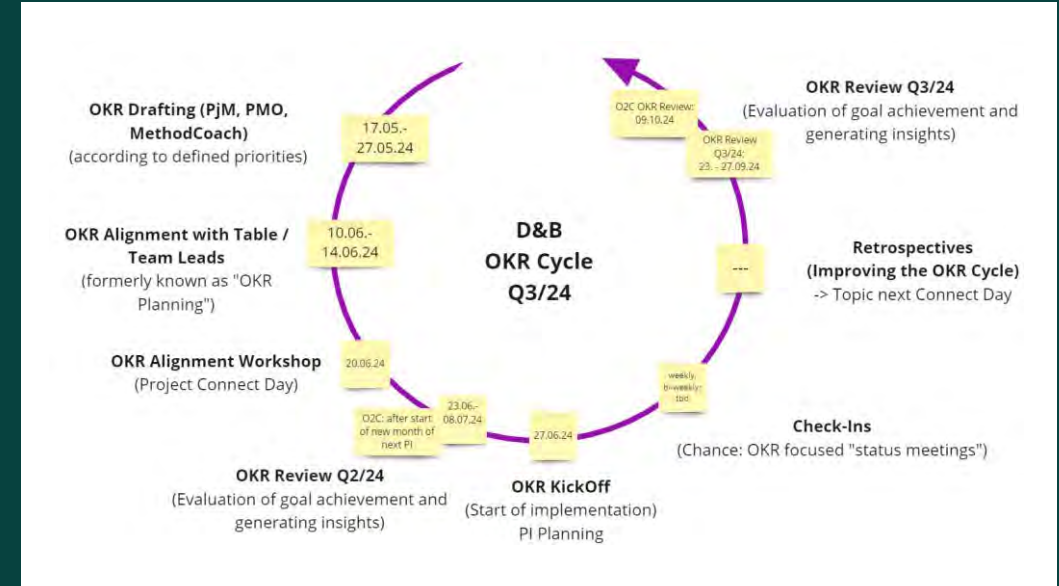 OKR Drafting (PjM, PMO,
MethodCoach)
(according to defined priorities)
17.05.-
27.05.24
OKR Alignment with Table /
Team Leads
(formerly known as "OKR
Planning")
10.06.-
14.06.24
OKR Alignment Workshop
(Project Connect Day)
20.06.24
O2C: after start
of new month of
next PI
23.06.-
08.07.24
OKR Review Q2/24
(Evaluation of goal achievement and
generating insights)
27.06.24
OKR KickOff
(Start of implementation)
PI Planning
weekly,
bi-weekly;
tbd
Check-Ins
(Chance: OKR focused "status meetings")
---
Retrospectives
(Improving the OKR Cycle)
-> Topic next Connect Day
OKR Review
Q3/24:
23. - 27.09.24
O2C OKR Review:
09.10.24
OKR Review Q3/24
(Evaluation of goal achievement and
generating insights)
D&B
OKR Cycle
Q3/24